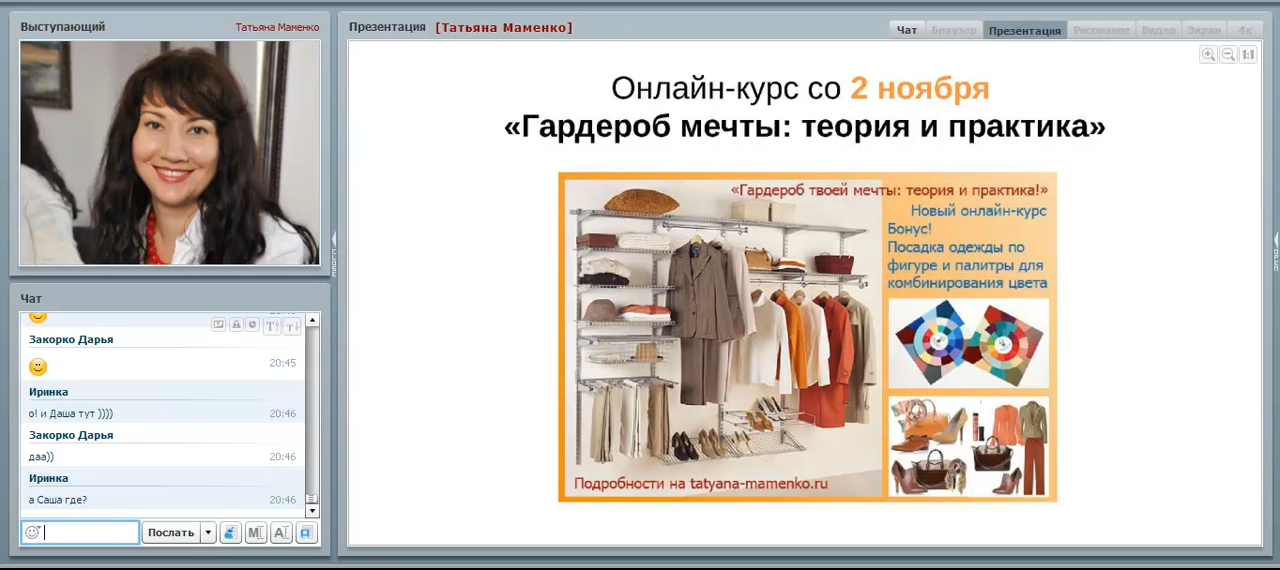 Выступающий
Татьяна Маменко
Чат
Закорко Дарья
20:45
Иринка
о! и Даша тут ))))
20:46
Закорко Дарья
даа))
20:46
Иринка
а Саша где?
20:46
Послать
Презентация [Татьяна Маменко]
Чат Браузер Презентация Рисование Видео Экран 4x
1:1
Онлайн-курс со 2 ноября
«Гардероб мечты: теория и практика»
«Гардероб твоей мечты: теория и практика!»
Новый онлайн-курс
Бонус!
Посадка одежды по
фигуре и палитры для
комбинирования цвета
Подробности на tatyana-mamenko.ru